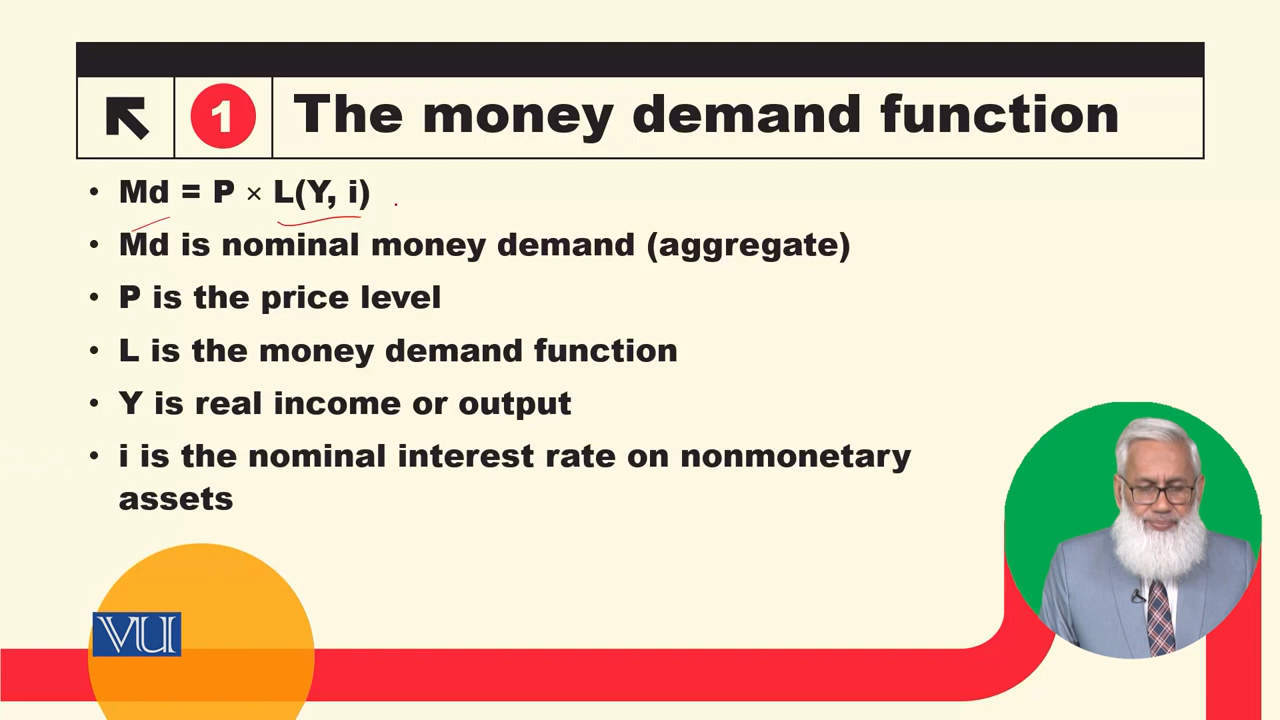 1 The money demand function
• Md = P × L(Y, i)
• Md is nominal money demand (aggregate)
• P is the price level
• L is the money demand function
• Y is real income or output
• i is the nominal interest rate on nonmonetary
assets
VU